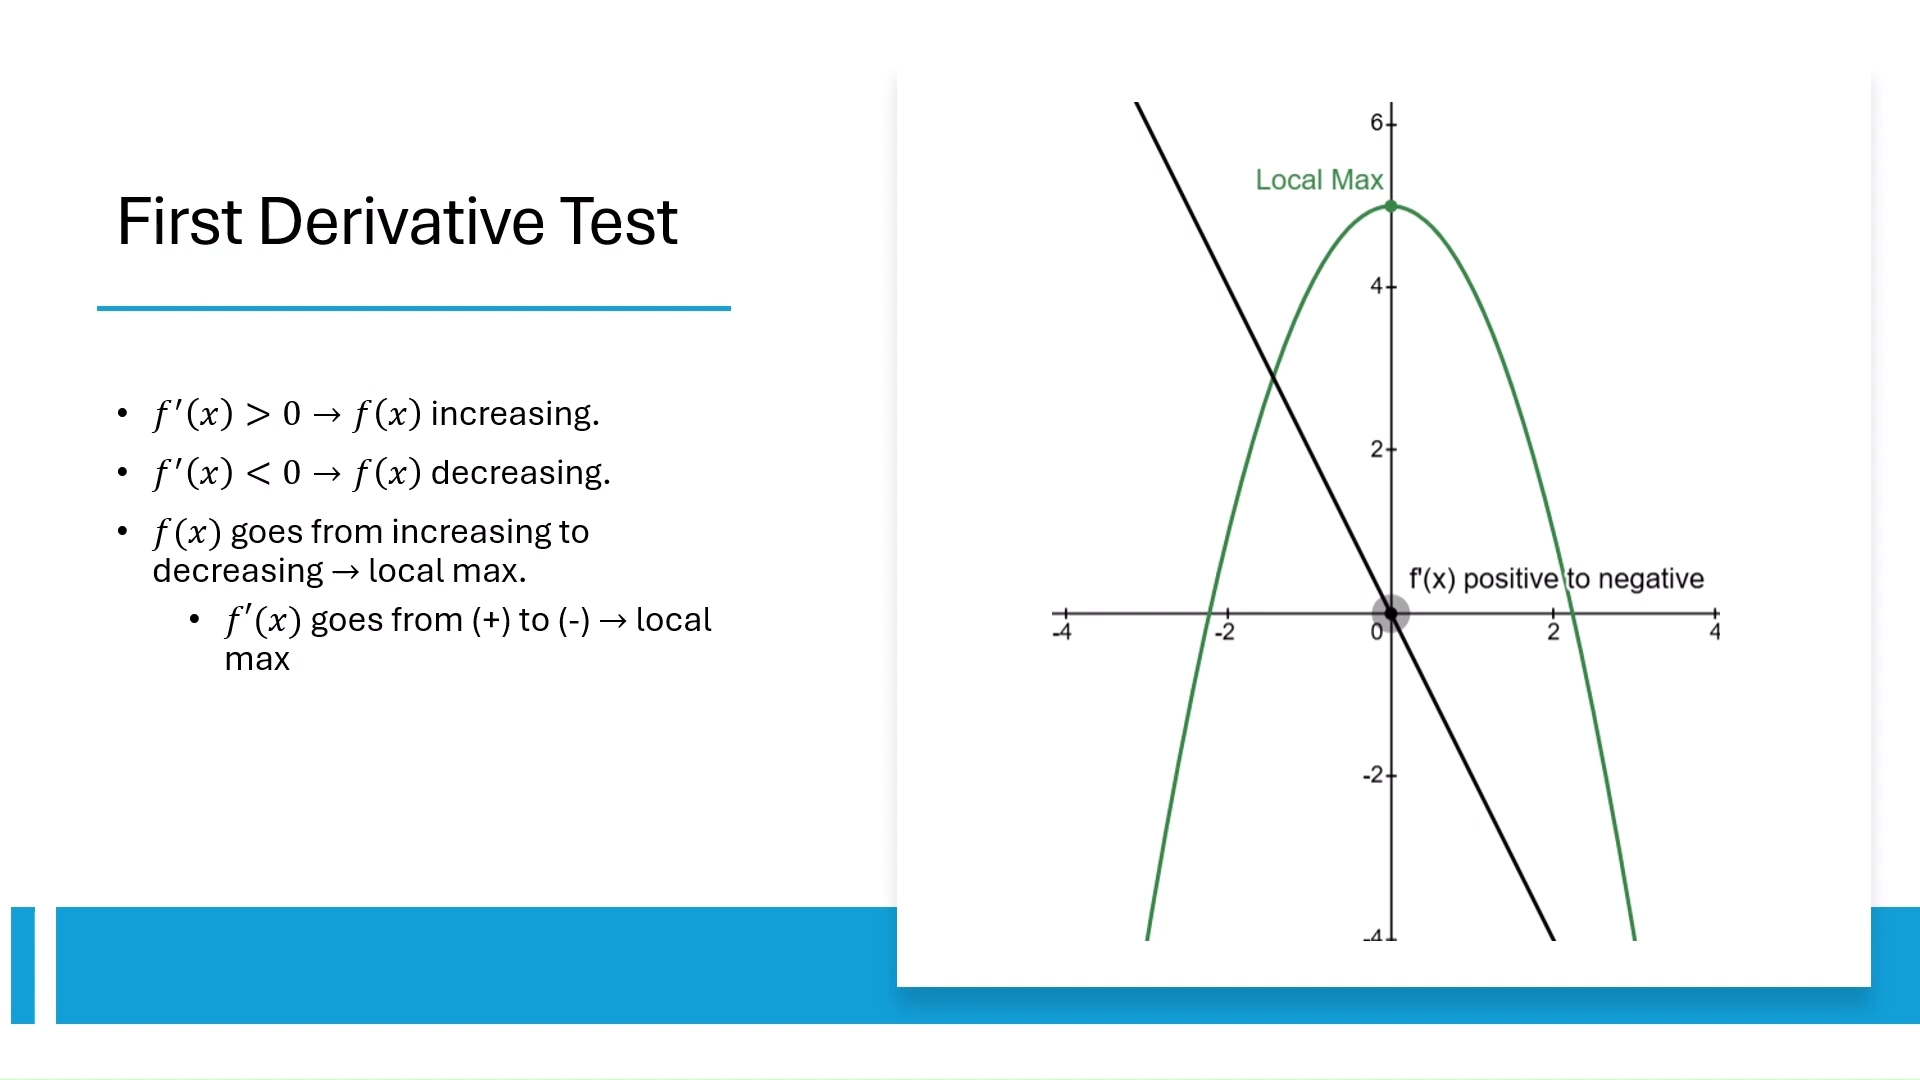 First Derivative Test
• 𝑓′(𝑥) > 0 → 𝑓(𝑥) increasing.
• 𝑓′(𝑥) < 0 → 𝑓(𝑥) decreasing.
• 𝑓(𝑥) goes from increasing to
decreasing → local max.
• 𝑓′(𝑥) goes from (+) to (-) → local
max
6
Local Max
4
2
f'(x) positive to negative
-4
-2
0
2
4
-2
-4